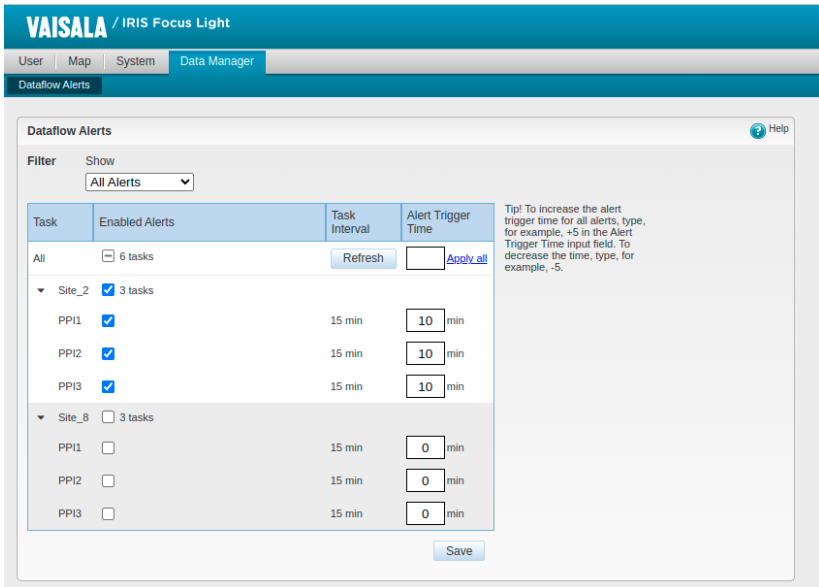 VAISALA / IRIS Focus Light
User Map System Data Manager
Dataflow Alerts
Dataflow Alerts ? Help
Filter Show
All Alerts
Task Enabled Alerts Task Interval Alert Trigger Time
All 6 tasks Refresh Apply all
Site_2 3 tasks
PPI1 15 min 10 min
PPI2 15 min 10 min
PPI3 15 min 10 min
Site_8 3 tasks
PPI1 15 min 0 min
PPI2 15 min 0 min
PPI3 15 min 0 min
Save
Tip! To increase the alert
trigger time for all alerts, type,
for example, +5 in the Alert
Trigger Time input field. To
decrease the time, type, for
example, -5.